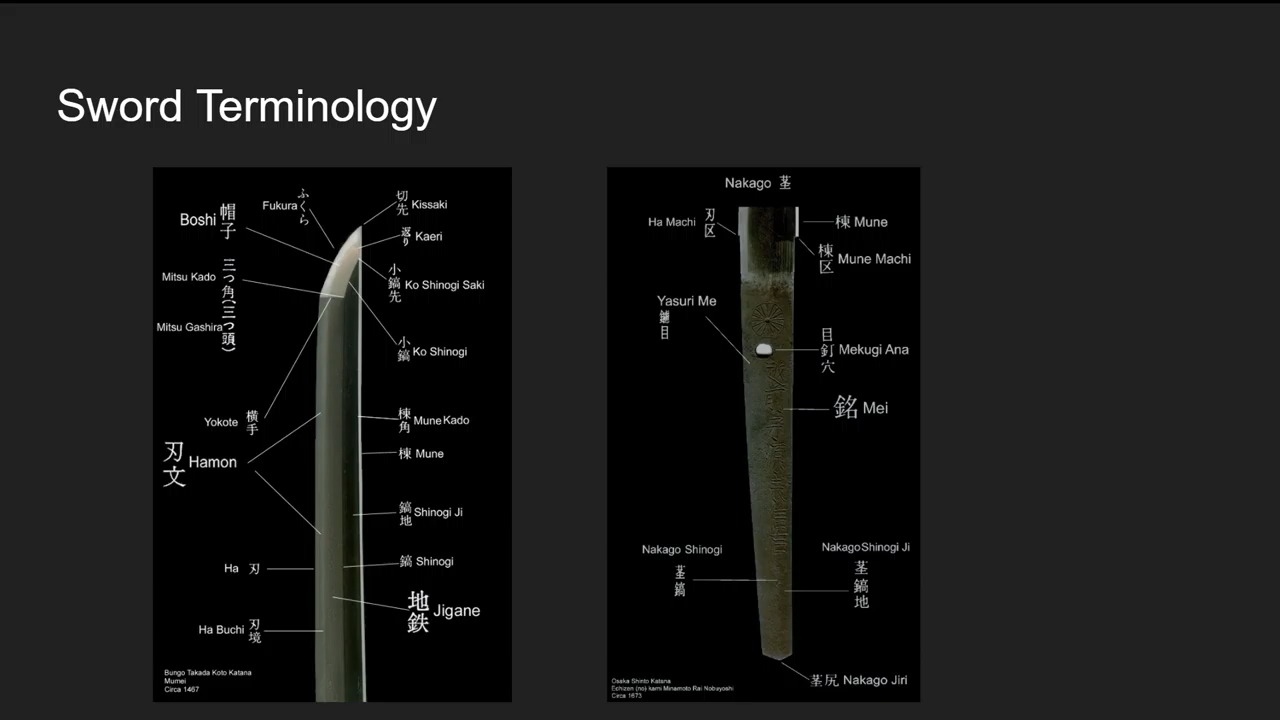 Sword Terminology
Boshi 帽子
Fukura ふくら
切先 Kissaki
返り Kaeri
Mitsu Kado
三つ角(三つ頭)
Mitsu Gashira
小鎬先 Ko Shinogi Saki
小鎬 Ko Shinogi
Yokote 横手
棟角 Mune Kado
刃文 Hamon
棟 Mune
鎬地 Shinogi Ji
鎬 Shinogi
Ha 刃
地鉄 Jigane
Ha Buchi 刃境
Bungo Takada Koto Katana
Mumei
Circa 1467
Nakago 茎
Ha Machi 刃区
棟 Mune
棟区 Mune Machi
Yasuri Me
鑢目
目釘穴 Mekugi Ana
銘 Mei
Nakago Shinogi
茎鎬
Nakago Shinogi Ji
茎鎬地
茎尻 Nakago Jiri
Osaka Shinto Katana
Echizen (no) kami Minamoto Rai Nobuyoshi
Circa 1673